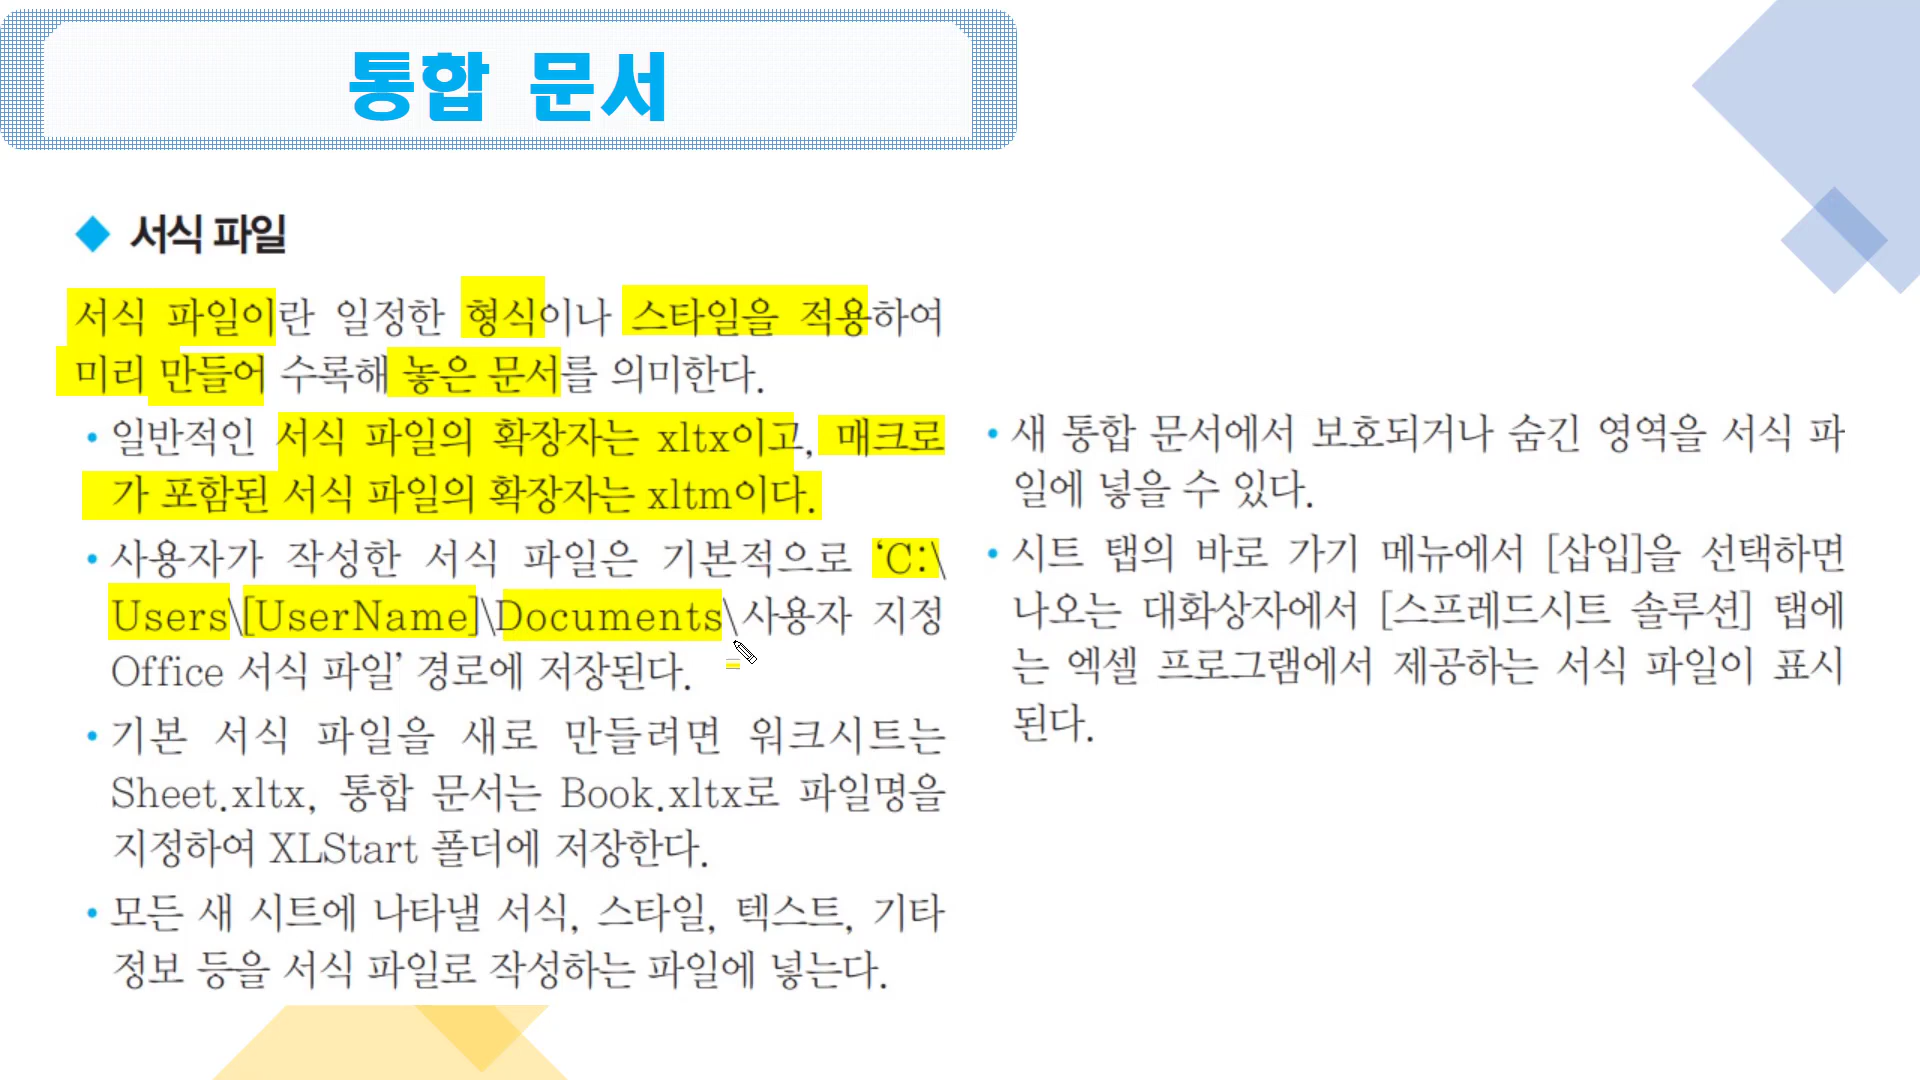 통합 문서
◆ 서식 파일
서식 파일이란 일정한 형식이나 스타일을 적용하여
미리 만들어 수록해 놓은 문서를 의미한다.
• 일반적인 서식 파일의 확장자는 xltx이고, 매크로
가 포함된 서식 파일의 확장자는 xltm이다.
• 사용자가 작성한 서식 파일은 기본적으로 ‘C:\
Users\[UserName]\Documents\사용자 지정
Office 서식 파일’ 경로에 저장된다.
• 기본 서식 파일을 새로 만들려면 워크시트는
Sheet.xltx, 통합 문서는 Book.xltx로 파일명을
지정하여 XLStart 폴더에 저장한다.
• 모든 새 시트에 나타낼 서식, 스타일, 텍스트, 기타
정보 등을 서식 파일로 작성하는 파일에 넣는다.
• 새 통합 문서에서 보호되거나 숨긴 영역을 서식 파
일에 넣을 수 있다.
• 시트 탭의 바로 가기 메뉴에서 [삽입]을 선택하면
나오는 대화상자에서 [스프레드시트 솔루션] 탭에
는 엑셀 프로그램에서 제공하는 서식 파일이 표시
된다.